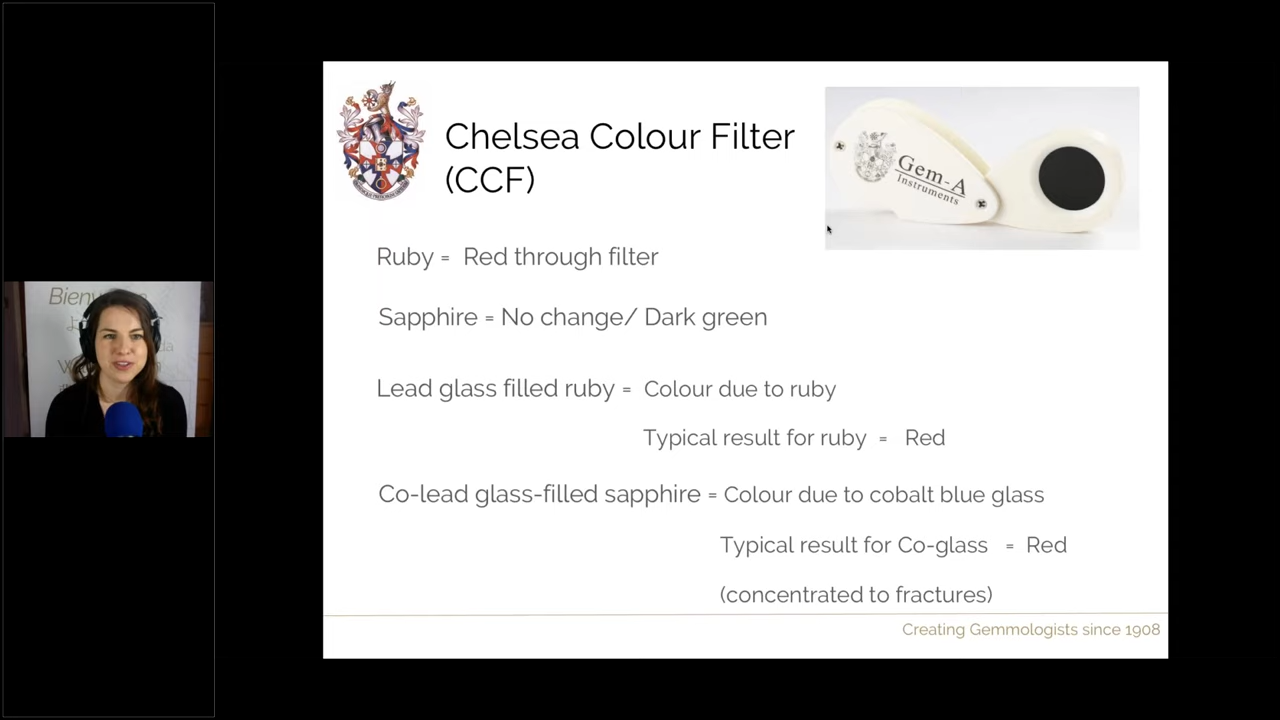 Chelsea Colour Filter
(CCF)
Gem-A
Instruments
Ruby = Red through filter
Sapphire = No change/ Dark green
Lead glass filled ruby = Colour due to ruby
Typical result for ruby = Red
Co-lead glass-filled sapphire = Colour due to cobalt blue glass
Typical result for Co-glass = Red
(concentrated to fractures)
Creating Gemmologists since 1908